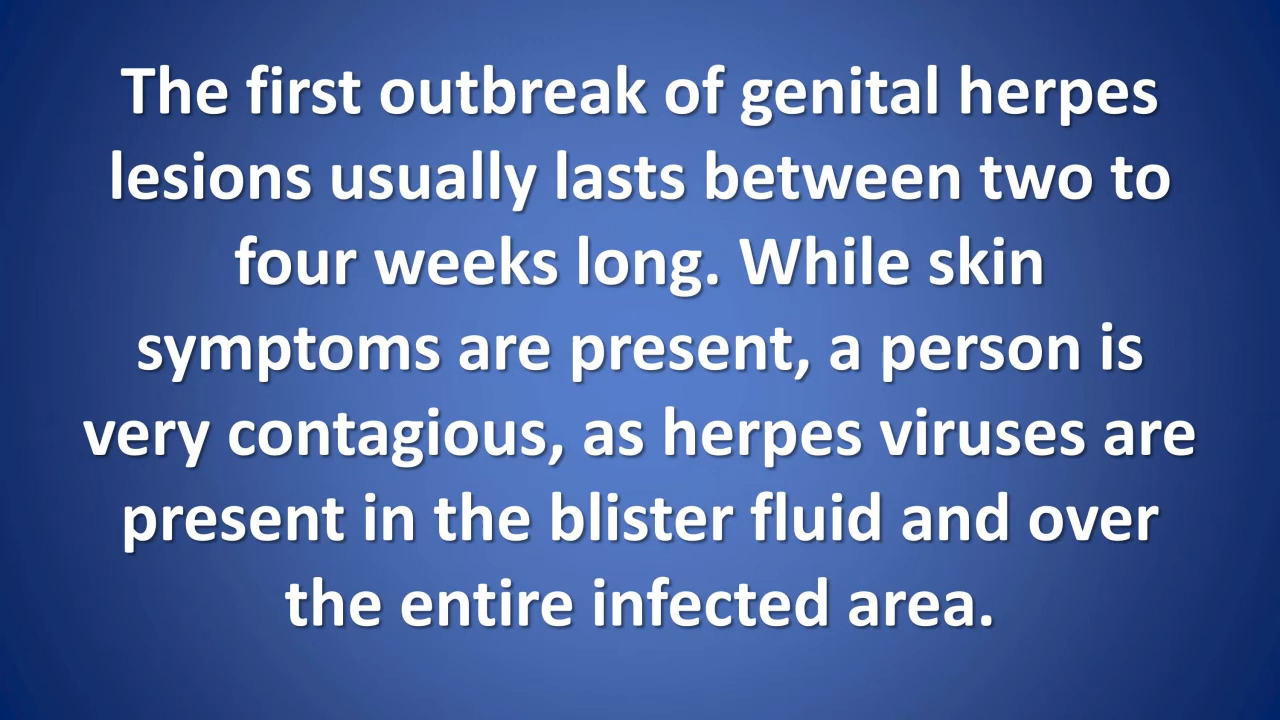 The first outbreak of genital herpes
lesions usually lasts between two to
four weeks long. While skin
symptoms are present, a person is
very contagious, as herpes viruses are
present in the blister fluid and over
the entire infected area.